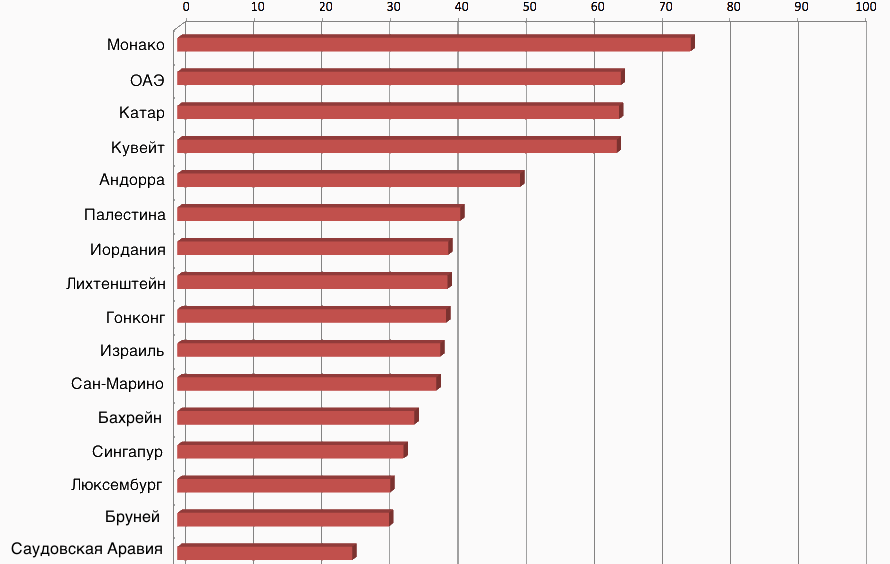 0 10 20 30 40 50 60 70 80 90 100
Монако
ОАЭ
Катар
Кувейт
Андорра
Палестина
Иордания
Лихтенштейн
Гонконг
Израиль
Сан-Марино
Бахрейн
Сингапур
Люксембург
Бруней
Саудовская Аравия